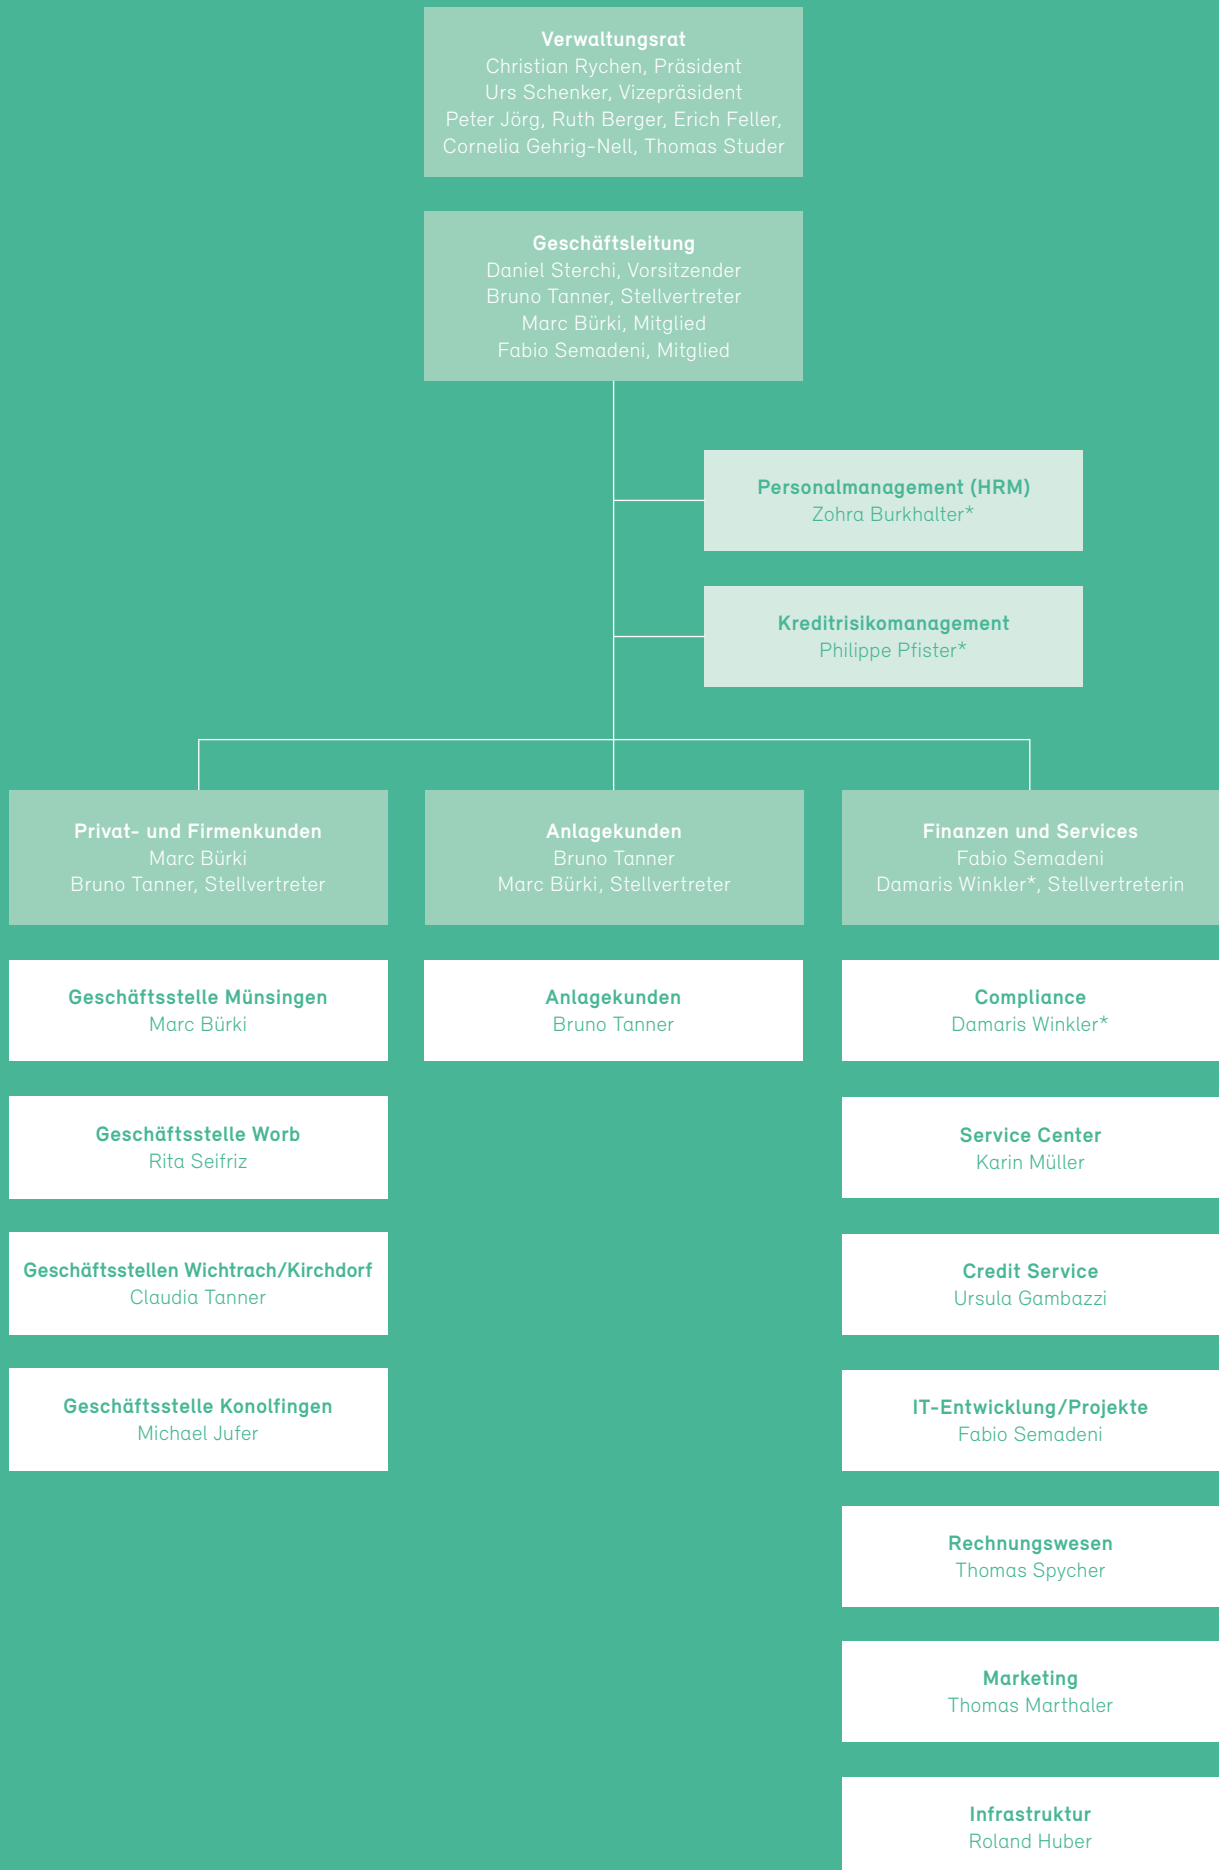 Verwaltungsrat
Christian Rychen, Präsident
Urs Schenker, Vizepräsident
Peter Jörg, Ruth Berger, Erich Feller,
Cornelia Gehrig-Nell, Thomas Studer
Geschäftsleitung
Daniel Sterchi, Vorsitzender
Bruno Tanner, Stellvertreter
Marc Bürki, Mitglied
Fabio Semadeni, Mitglied
Personalmanagement (HRM)
Zohra Burkhalter*
Kreditrisikomanagement
Philippe Pfister*
Privat- und Firmenkunden
Marc Bürki
Bruno Tanner, Stellvertreter
Geschäftsstelle Münsingen
Marc Bürki
Geschäftsstelle Worb
Rita Seifriz
Geschäftsstellen Wichtrach/Kirchdorf
Claudia Tanner
Geschäftsstelle Konolfingen
Michael Jufer
Anlagekunden
Bruno Tanner
Marc Bürki, Stellvertreter
Anlagekunden
Bruno Tanner
Finanzen und Services
Fabio Semadeni
Damaris Winkler*, Stellvertreterin
Compliance
Damaris Winkler*
Service Center
Karin Müller
Credit Service
Ursula Gambazzi
IT-Entwicklung/Projekte
Fabio Semadeni
Rechnungswesen
Thomas Spycher
Marketing
Thomas Marthaler
Infrastruktur
Roland Huber